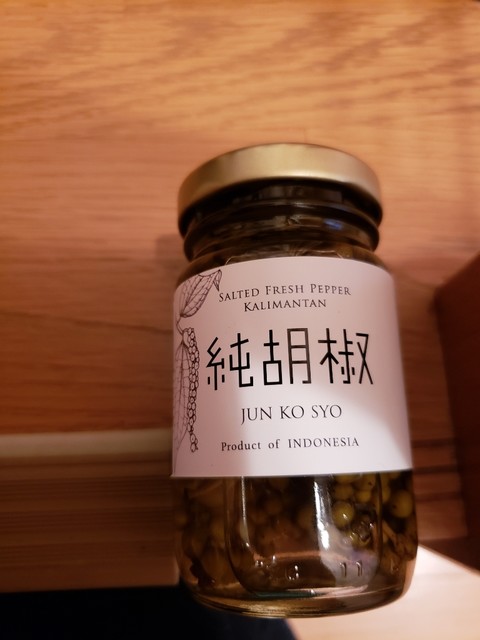 SALTED FRESH PEPPER
KALIMANTAN
純胡椒
JUN KO SYO
Product of INDONESIA